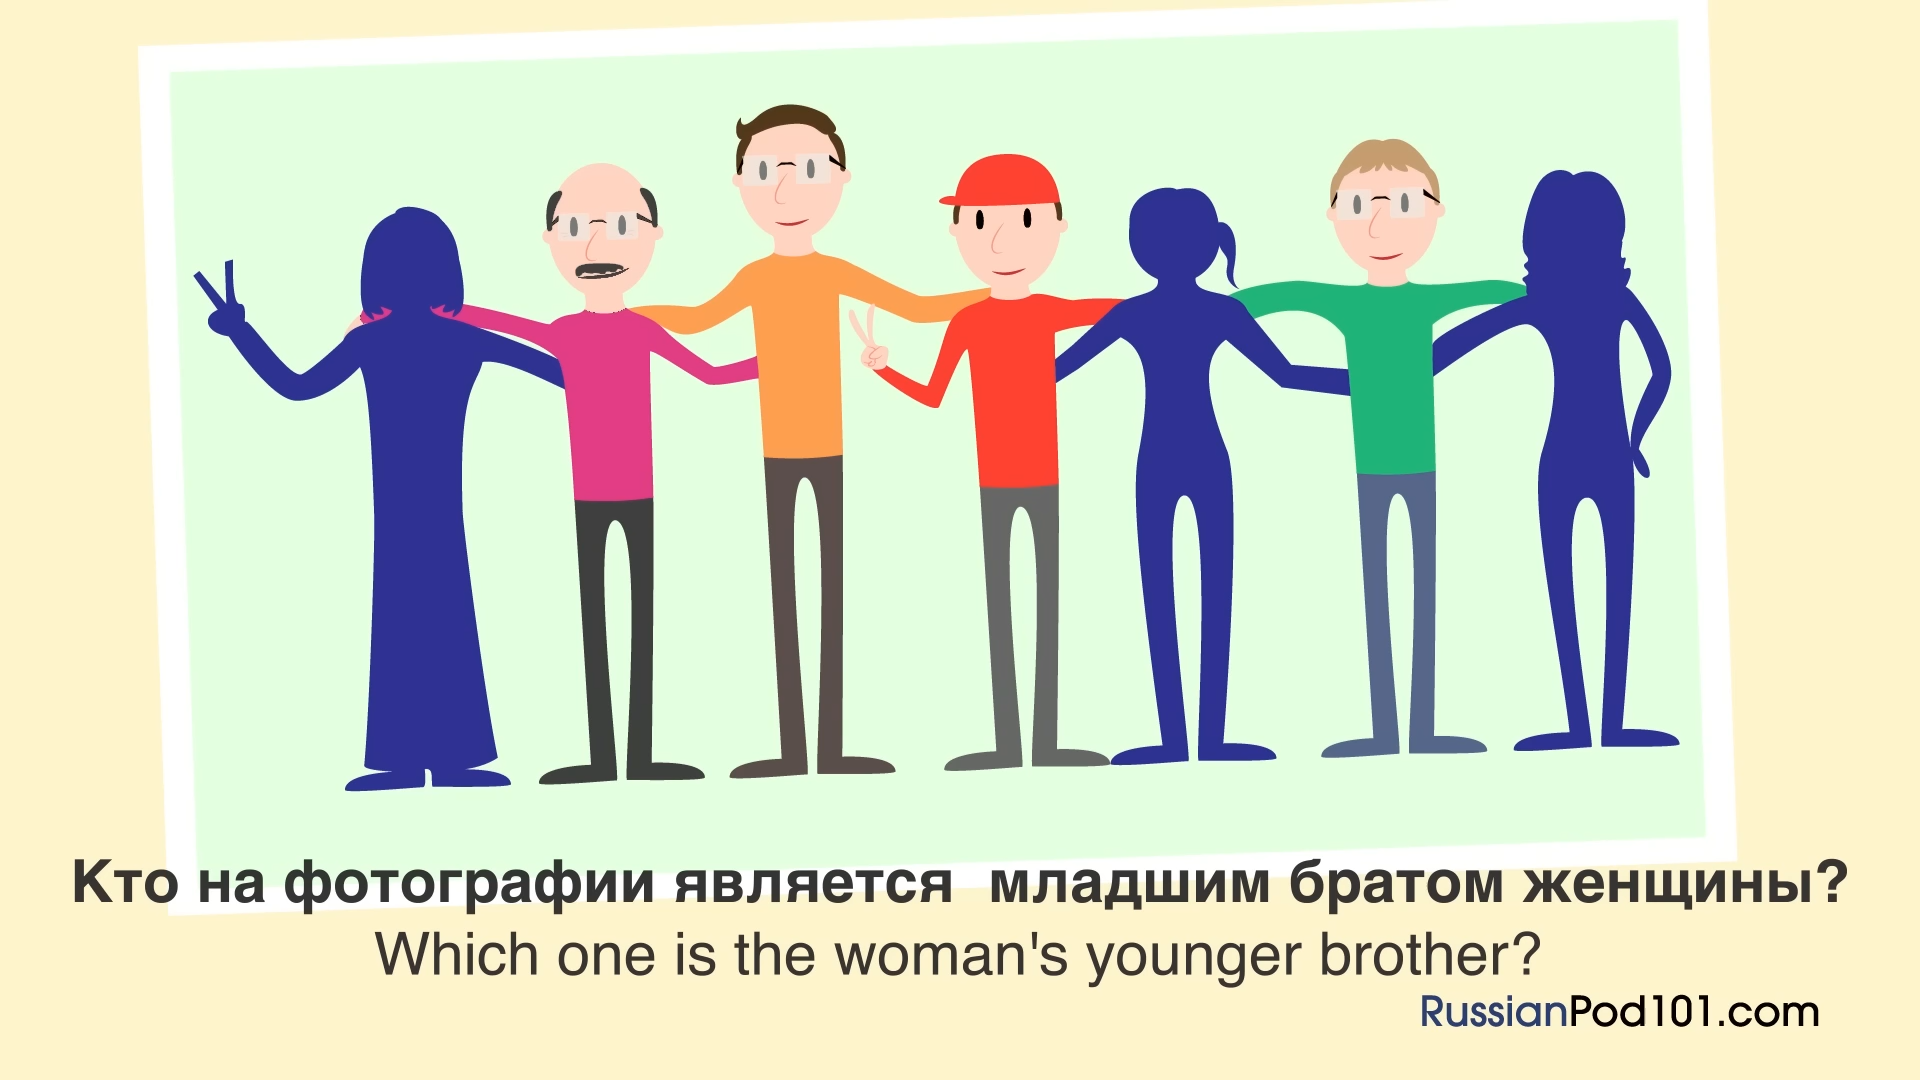 Кто на фотографии является  младшим братом женщины?
Which one is the woman's younger brother?
RussianPod101.com